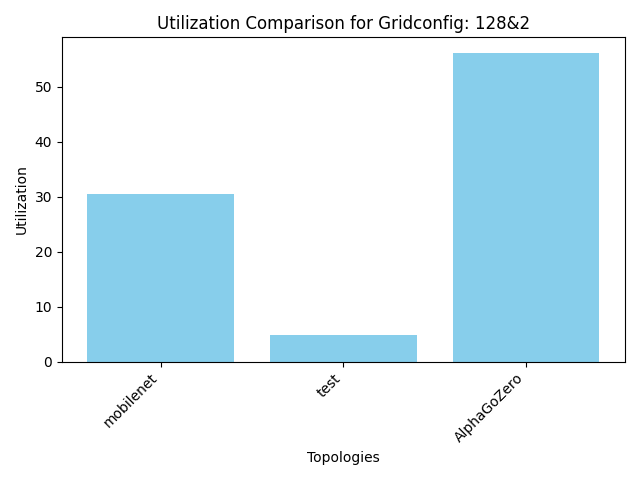 Utilization Comparison for Gridconfig: 128&2
Utilization
50
40
30
20
10
0
mobilenet
test
AlphaGoZero
Topologies